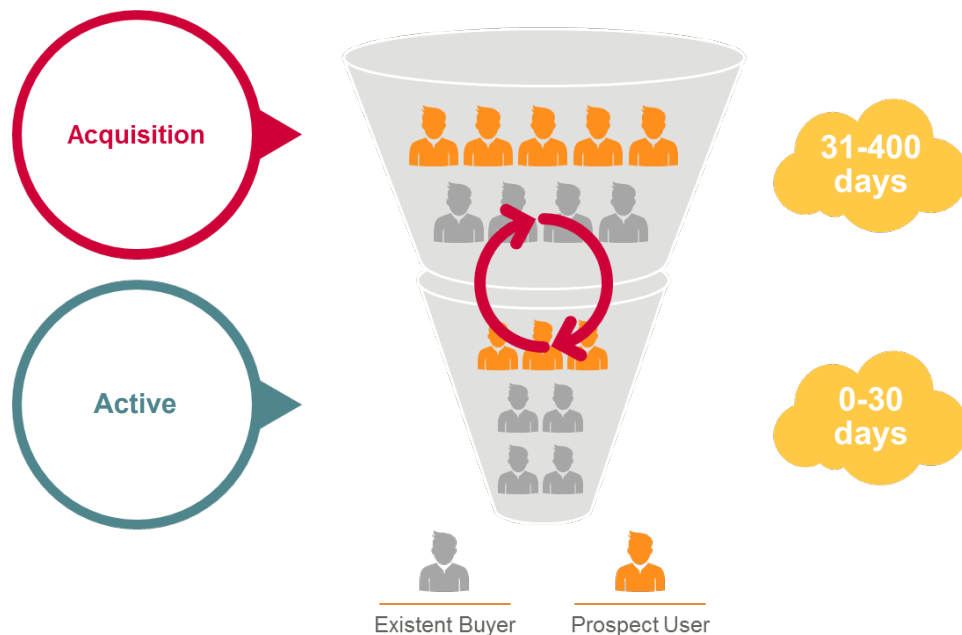 Acquisition
31-400
days
Active
0-30
days
Existent Buyer
Prospect User